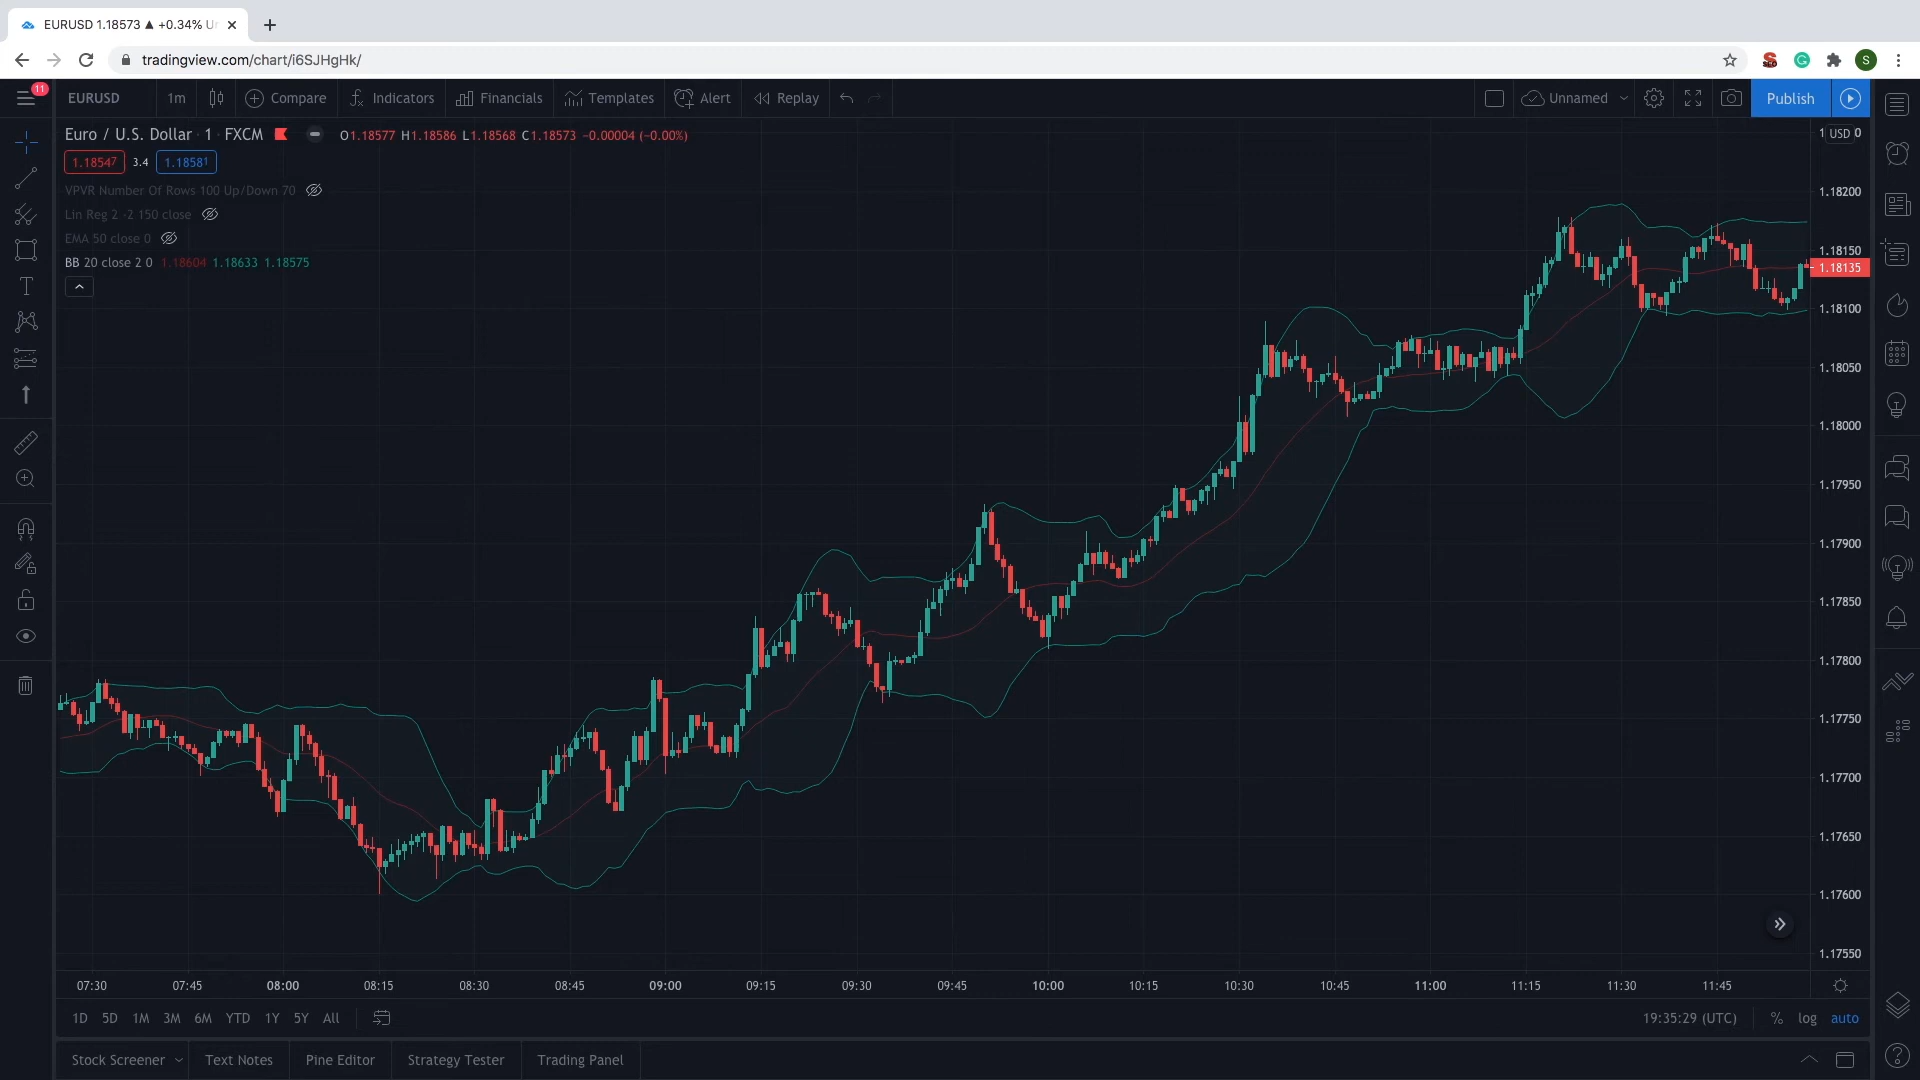 EURUSD 1.18573 ▲ +0.34% U
tradingview.com/chart/i6SJHgHk/
S
11
EURUSD 1m Compare Indicators Financials Templates Alert Replay Unnamed Publish
Euro / U.S. Dollar · 1 · FXCM O1.18577 H1.18586 L1.18568 C1.18573 −0.00004 (−0.00%)
1.18547 3.4 1.18581
VPVR Number Of Rows 100 Up/Down 70
Lin Reg 2 -2 150 close
EMA 50 close 0
BB 20 close 2 0 1.18604 1.18633 1.18575
USD
1.18200
1.18150
1.18135
1.18100
1.18050
1.18000
1.17950
1.17900
1.17850
1.17800
1.17750
1.17700
1.17650
1.17600
1.17550
07:30 07:45 08:00 08:15 08:30 08:45 09:00 09:15 09:30 09:45 10:00 10:15 10:30 10:45 11:00 11:15 11:30 11:45
1D 5D 1M 3M 6M YTD 1Y 5Y All 19:35:29 (UTC) % log auto
Stock Screener Text Notes Pine Editor Strategy Tester Trading Panel